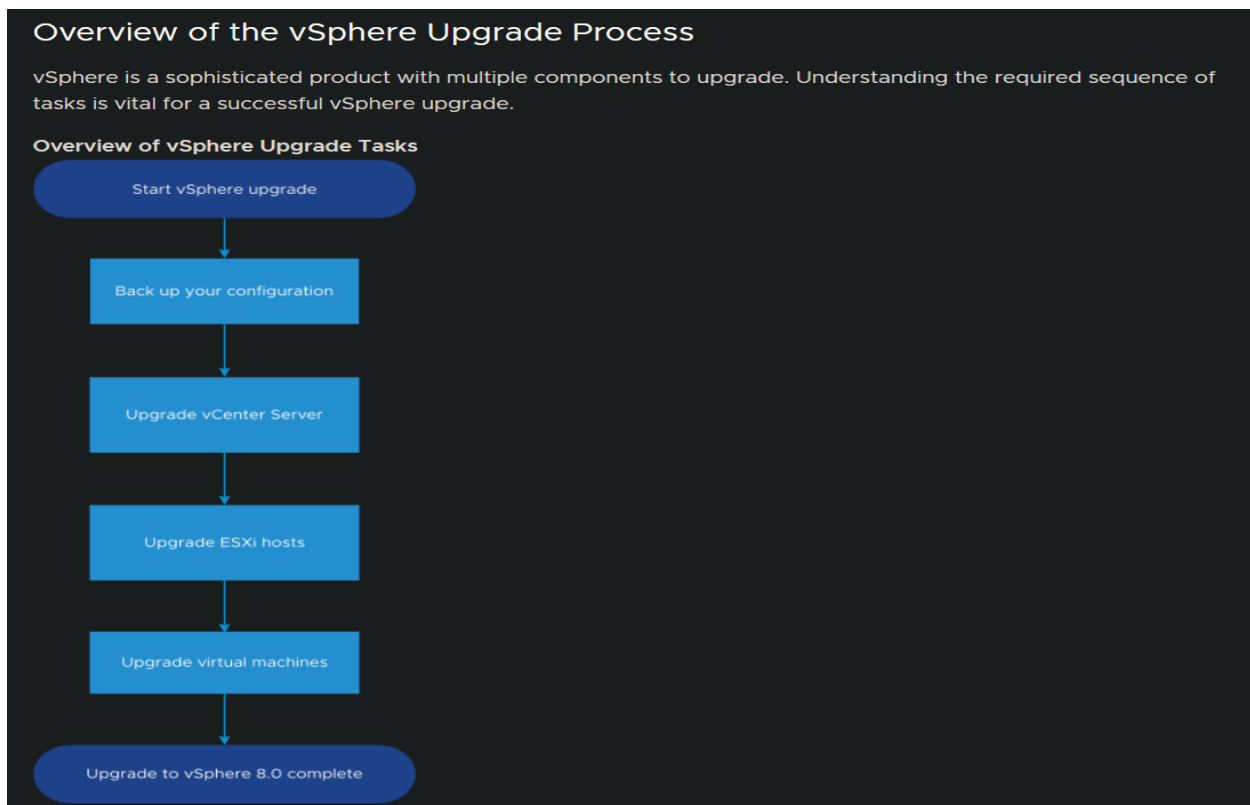 Overview of the vSphere Upgrade Process
vSphere is a sophisticated product with multiple components to upgrade. Understanding the required sequence of
tasks is vital for a successful vSphere upgrade.
Overview of vSphere Upgrade Tasks
Start vSphere upgrade
Back up your configuration
Upgrade vCenter Server
Upgrade ESXi hosts
Upgrade virtual machines
Upgrade to vSphere 8.0 complete